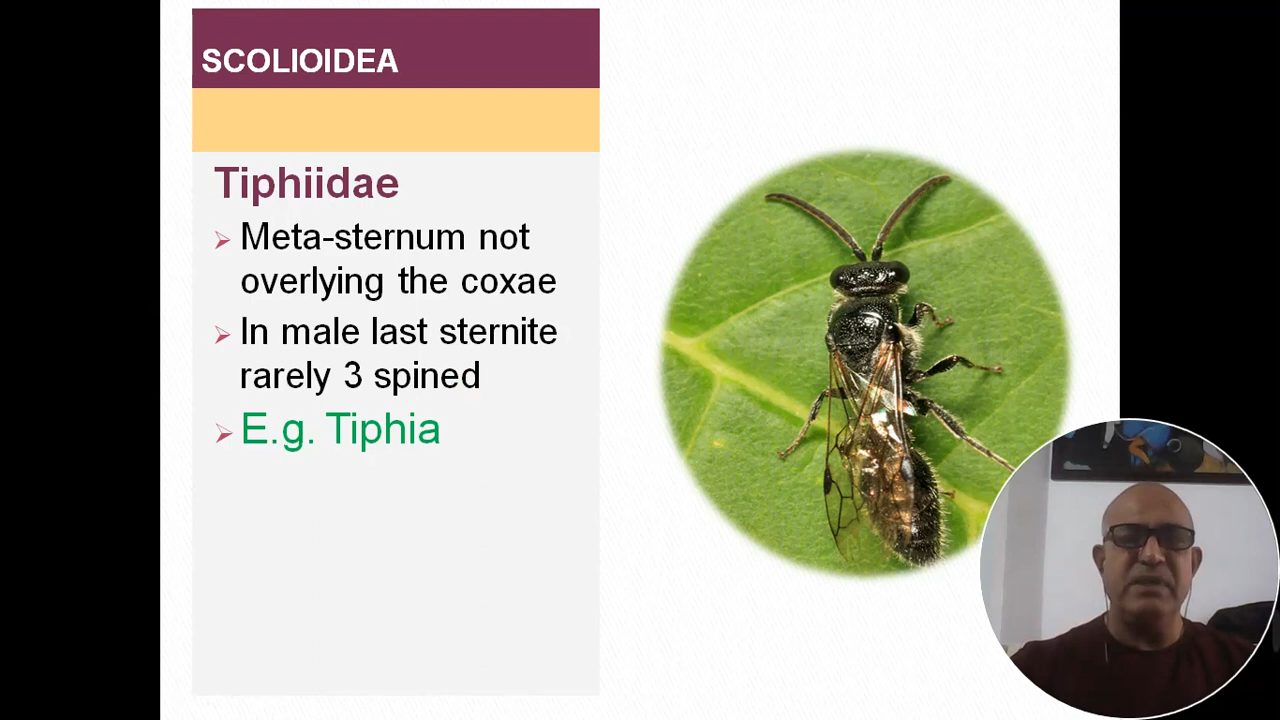 SCOLIOIDEA
Tiphiidae
Meta-sternum not
overlying the coxae
In male last sternite
rarely 3 spined
E.g. Tiphia